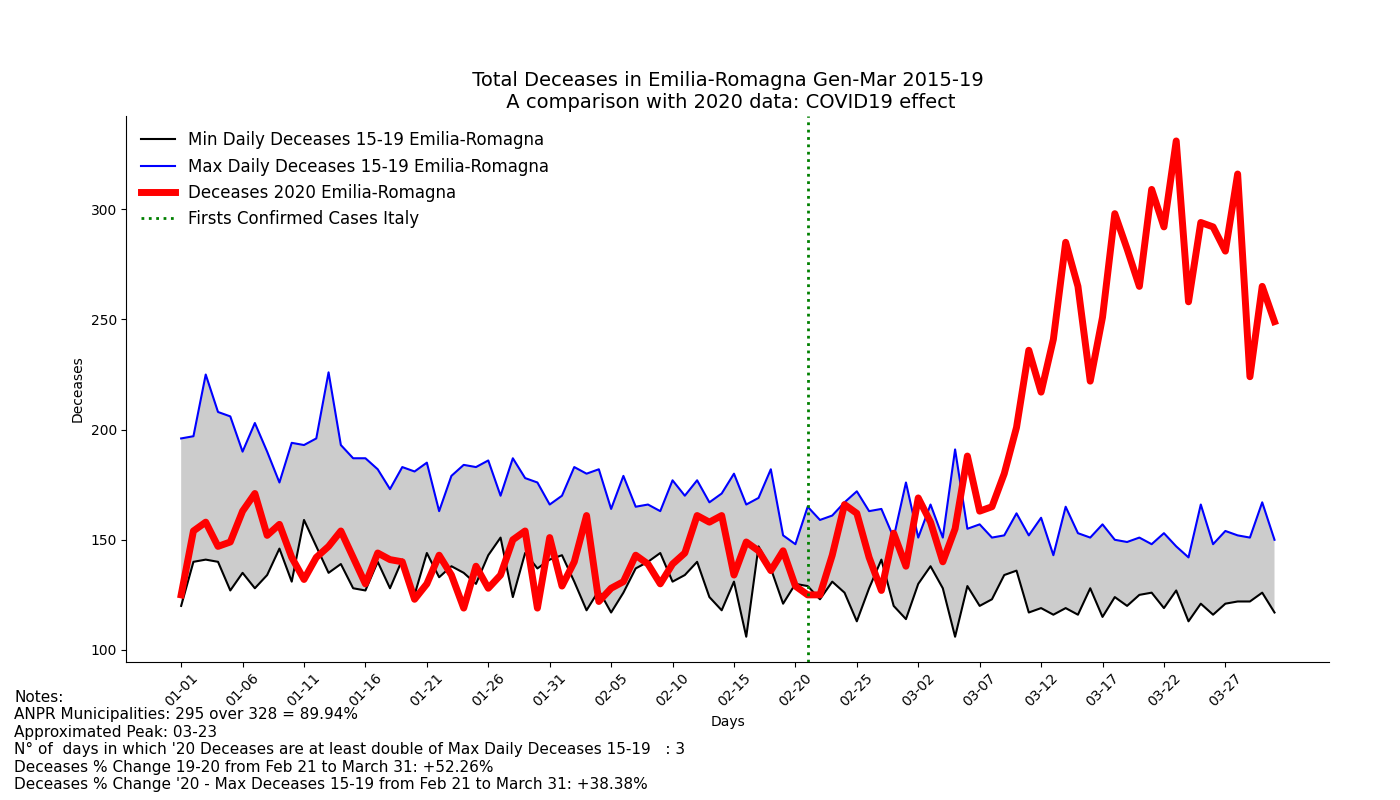 Total Deceases in Emilia-Romagna Gen-Mar 2015-19
A comparison with 2020 data: COVID19 effect
Min Daily Deceases 15-19 Emilia-Romagna
Max Daily Deceases 15-19 Emilia-Romagna
Deceases 2020 Emilia-Romagna
Firsts Confirmed Cases Italy
Deceases
300
250
200
150
100
01-01 01-06 01-11 01-16 01-21 01-26 01-31 02-05 02-10 02-15 02-20 02-25 03-02 03-07 03-12 03-17 03-22 03-27
Days
Notes:
ANPR Municipalities: 295 over 328 = 89.94%
Approximated Peak: 03-23
N° of  days in which '20 Deceases are at least double of Max Daily Deceases 15-19   : 3
Deceases % Change 19-20 from Feb 21 to March 31: +52.26%
Deceases % Change '20 - Max Deceases 15-19 from Feb 21 to March 31: +38.38%